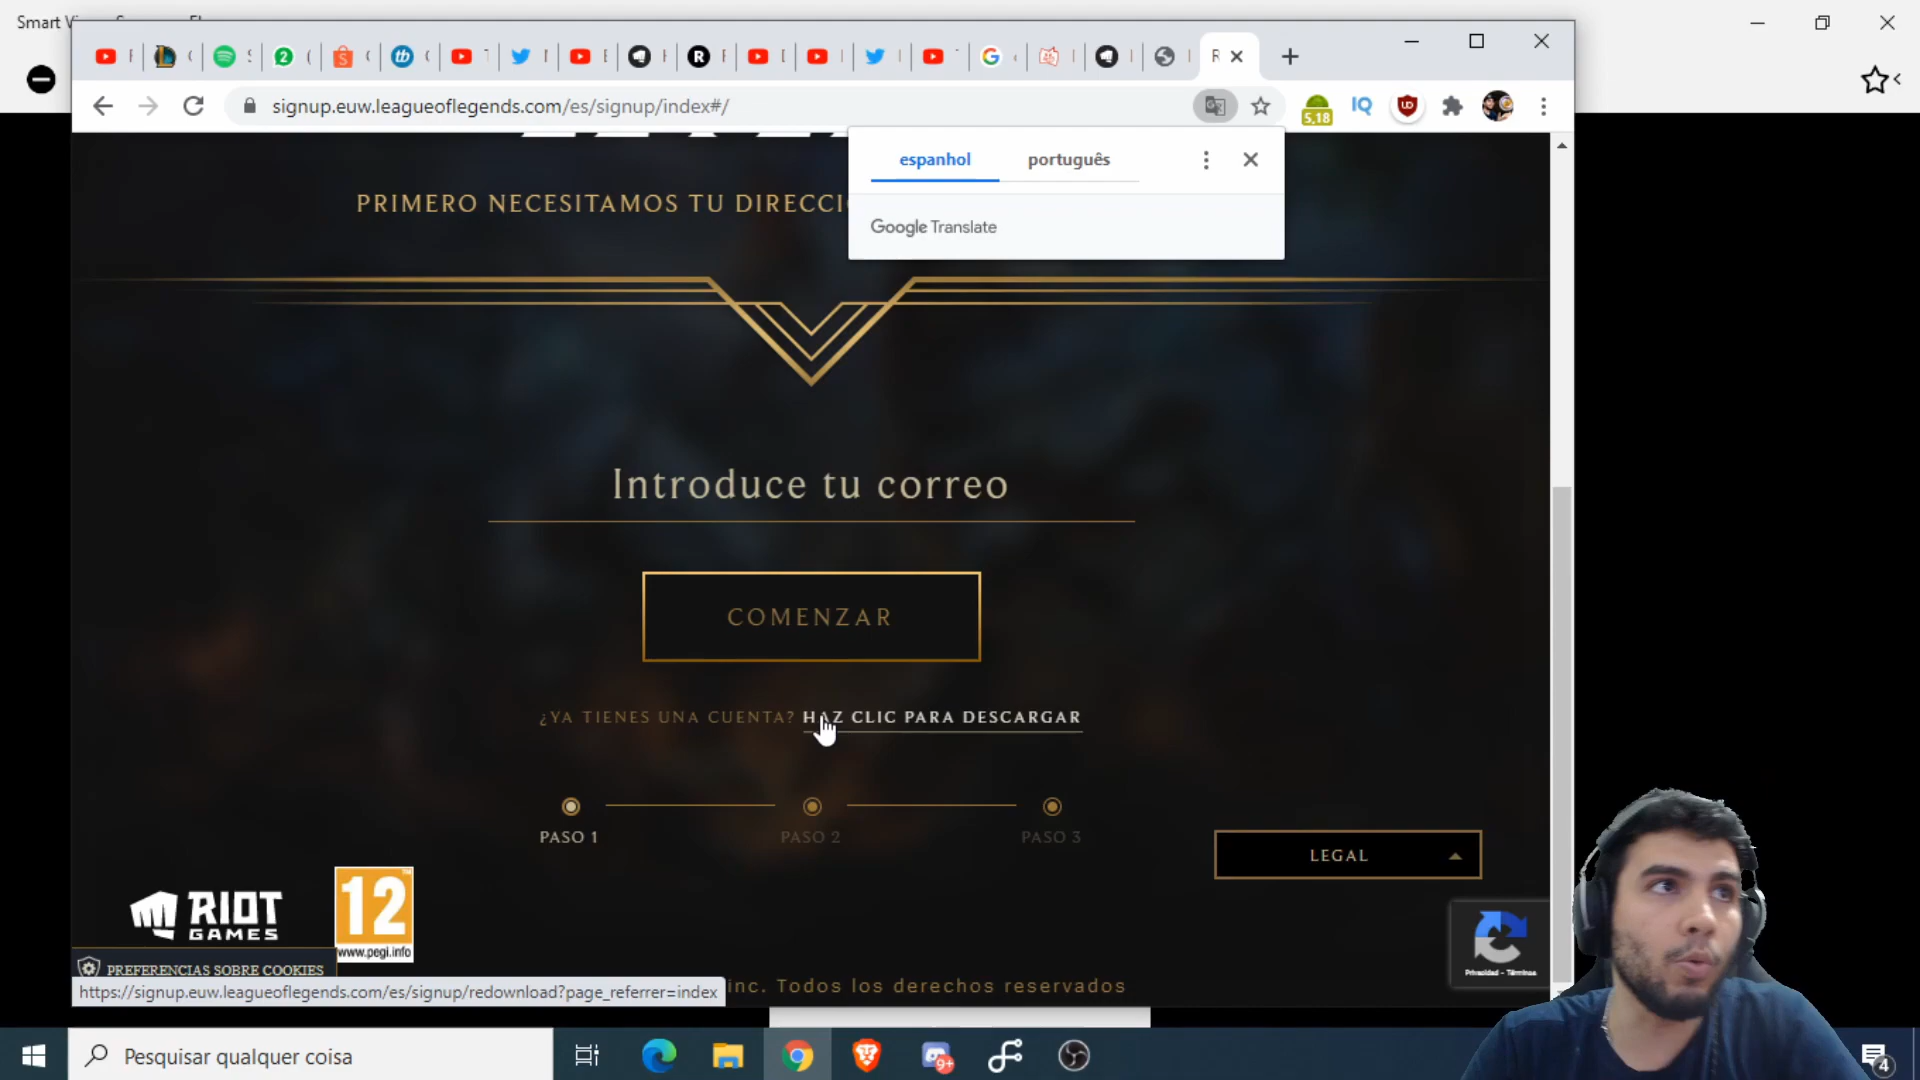 Smart V
signup.euw.leagueoflegends.com/es/signup/index#/
5,18
IQ
espanhol
português
Google Translate
PRIMERO NECESITAMOS TU DIRECCI
Introduce tu correo
COMENZAR
¿YA TIENES UNA CUENTA? HAZ CLIC PARA DESCARGAR
PASO 1
PASO 2
PASO 3
LEGAL
RIOT
GAMES
12
www.pegi.info
Privacidad - Términos
PREFERENCIAS SOBRE COOKIES
https://signup.euw.leagueoflegends.com/es/signup/redownload?page_referrer=index
inc. Todos los derechos reservados
Pesquisar qualquer coisa
9+
4